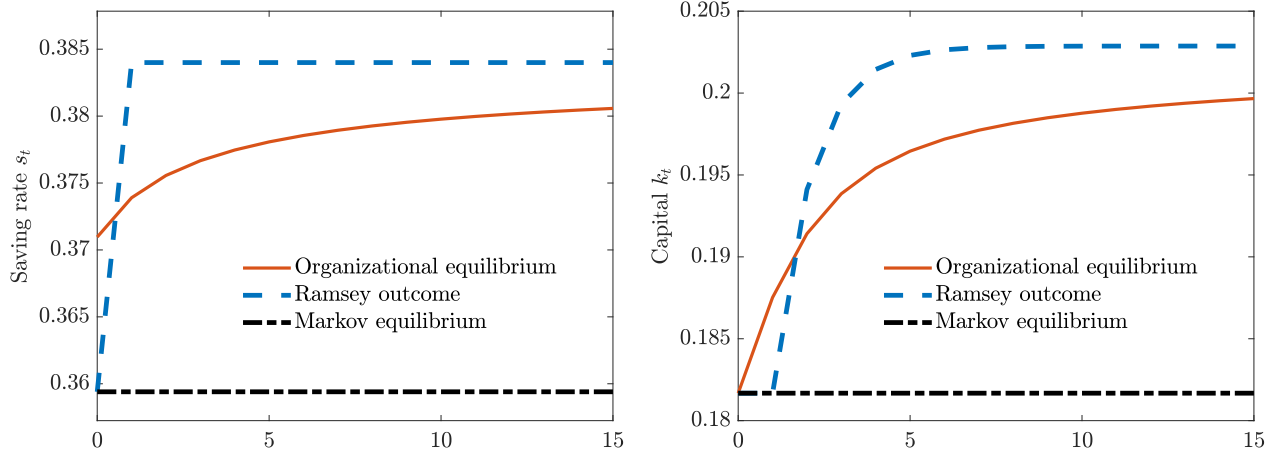 0.385
0.38
0.375
0.37
0.365
0.36
Saving rate s_t
Organizational equilibrium
Ramsey outcome
Markov equilibrium
0
5
10
15
0.205
0.2
0.195
0.19
0.185
0.18
Capital k_t
Organizational equilibrium
Ramsey outcome
Markov equilibrium
0
5
10
15